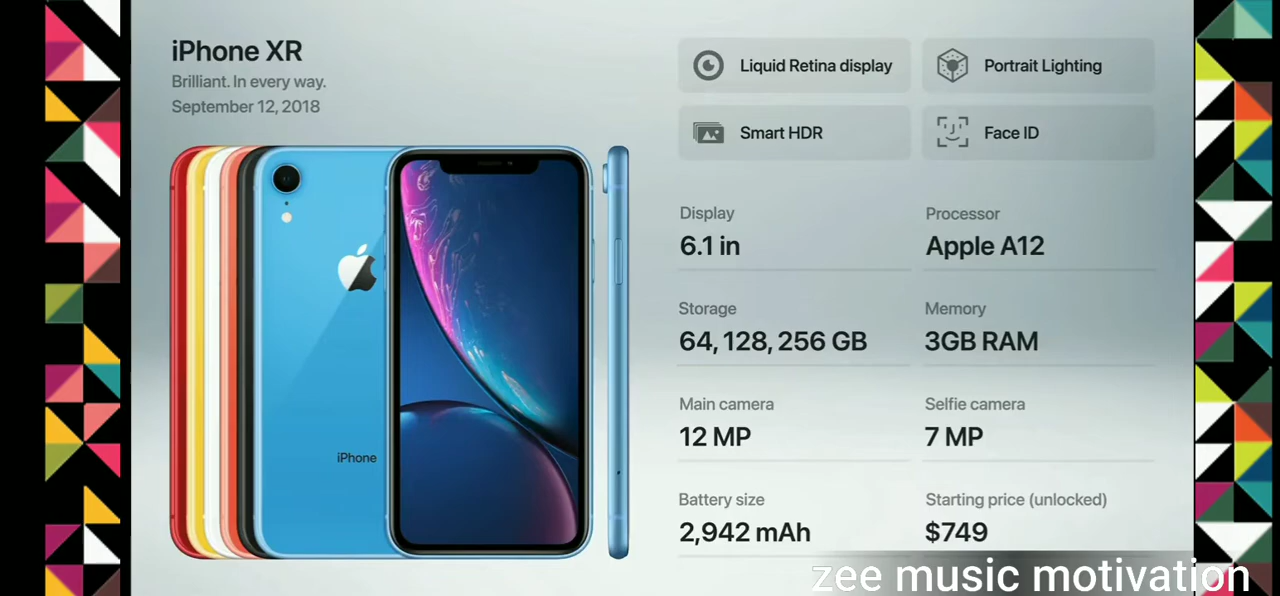 iPhone XR
Brilliant. In every way.
September 12, 2018
iPhone
Liquid Retina display
Portrait Lighting
Smart HDR
Face ID
Display
6.1 in
Processor
Apple A12
Storage
64, 128, 256 GB
Memory
3GB RAM
Main camera
12 MP
Selfie camera
7 MP
Battery size
2,942 mAh
Starting price (unlocked)
$749
zee music motivation